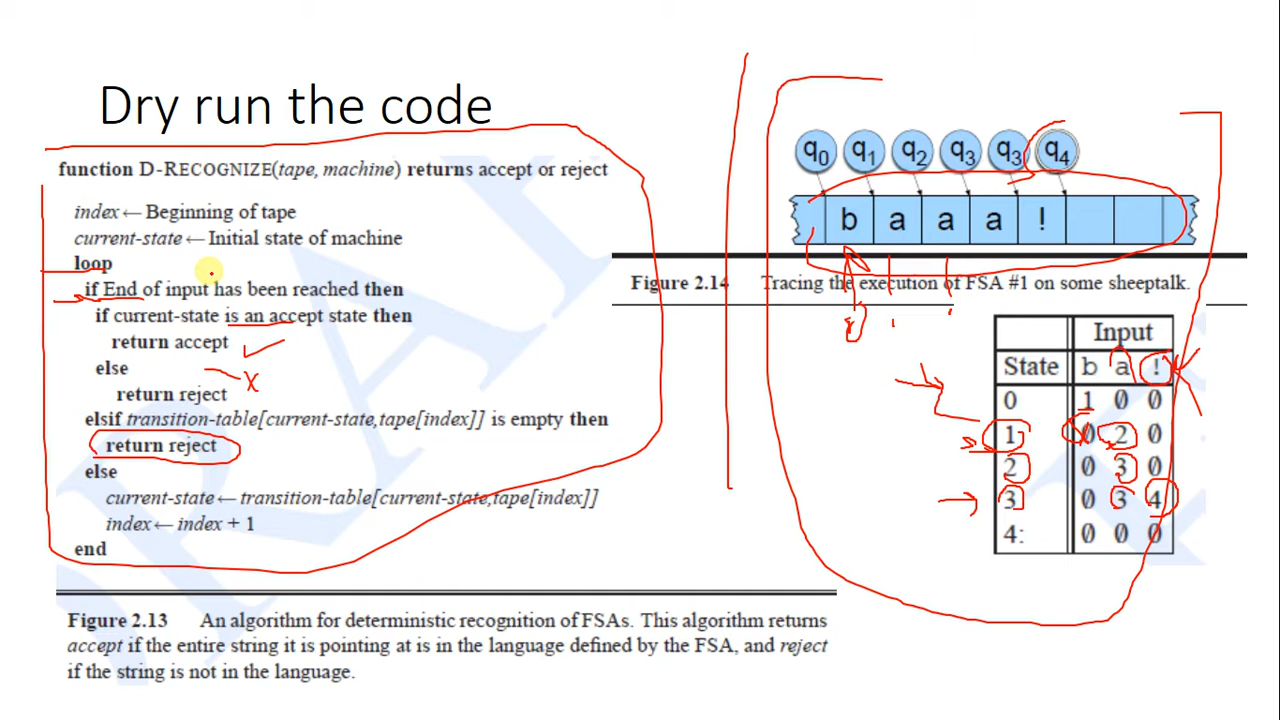 Dry run the code
function D-RECOGNIZE(tape, machine) returns accept or reject
index ← Beginning of tape
current-state ← Initial state of machine
loop
if End of input has been reached then
if current-state is an accept state then
return accept
else
return reject
elsif transition-table[current-state,tape[index]] is empty then
return reject
else
current-state ← transition-table[current-state,tape[index]]
index ← index + 1
end
Figure 2.13 An algorithm for deterministic recognition of FSAs. This algorithm returns
accept if the entire string it is pointing at is in the language defined by the FSA, and reject
if the string is not in the language.
q0 q1 q2 q3 q3 q4
b a a a !
Figure 2.14 Tracing the execution of FSA #1 on some sheeptalk.
Input
State b a !
0 1 ∅ ∅
1 ∅ 2 ∅
2 ∅ 3 ∅
3 ∅ 3 4
4: ∅ ∅ ∅